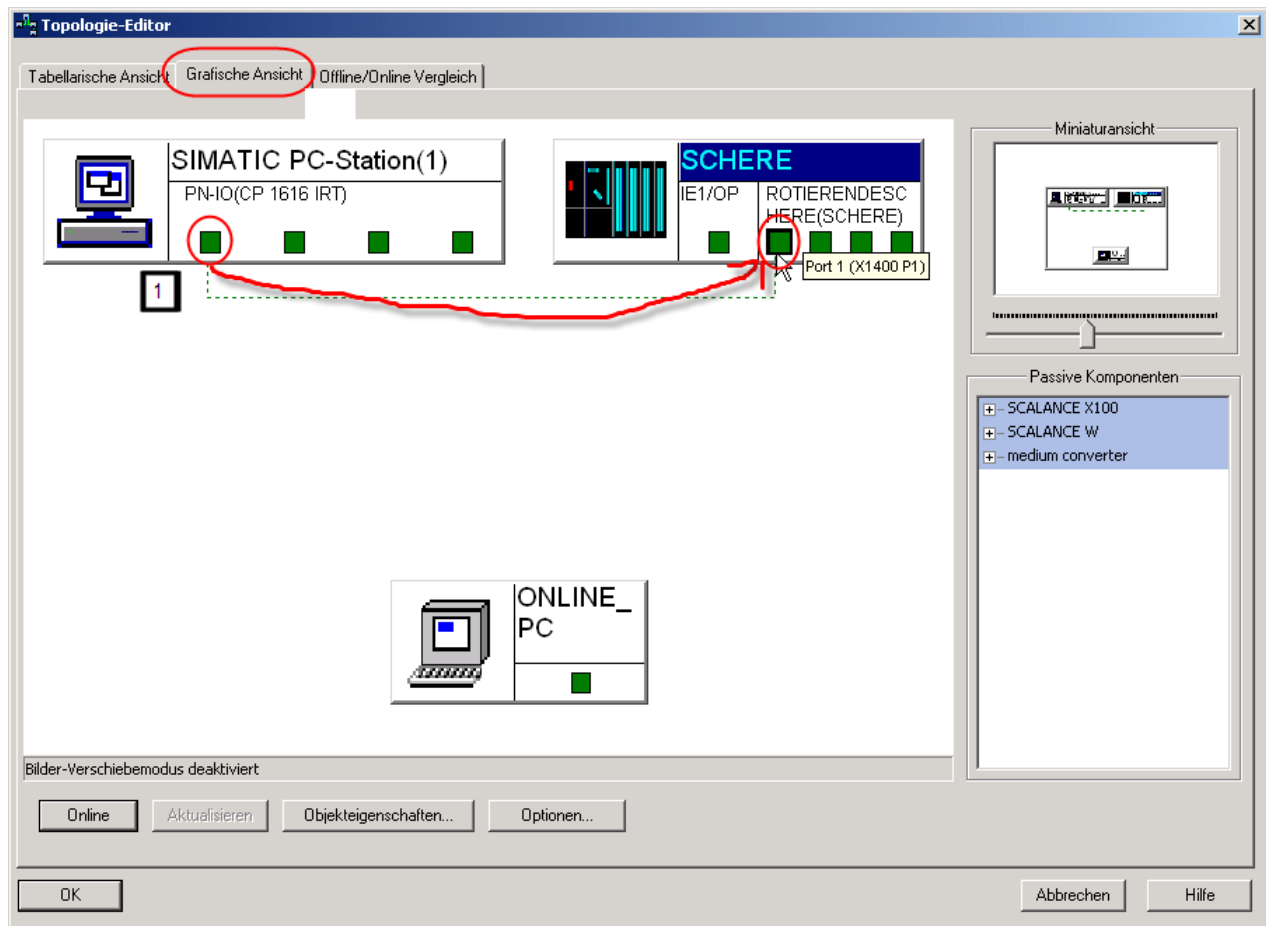 Topologie-Editor
Tabellarische Ansicht
Grafische Ansicht
Offline/Online Vergleich
SIMATIC PC-Station(1)
PN-IO(CP 1616 IRT)
SCHERE
IE1/OP
ROTIERENDESC
HERE(SCHERE)
Port 1 (X1400 P1)
1
ONLINE_
PC
Miniaturansicht
Passive Komponenten
SCALANCE X100
SCALANCE W
medium converter
Bilder-Verschiebemodus deaktiviert
Online
Aktualisieren
Objekteigenschaften...
Optionen...
OK
Abbrechen
Hilfe